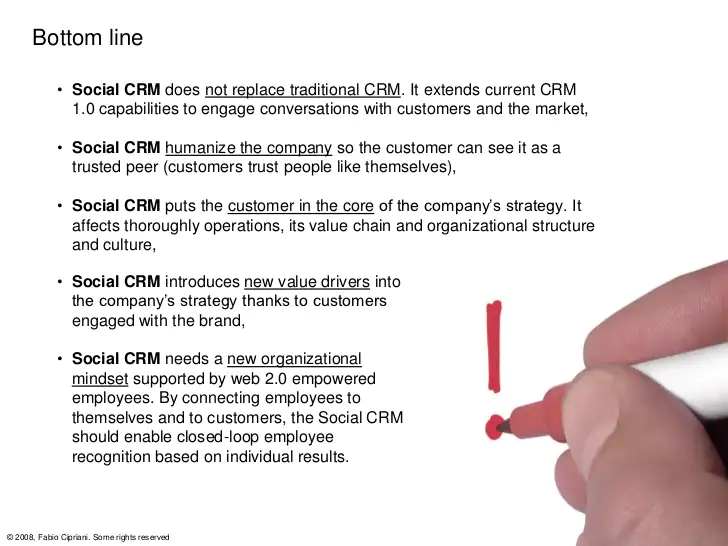 Bottom line
• Social CRM does not replace traditional CRM. It extends current CRM
1.0 capabilities to engage conversations with customers and the market,
• Social CRM humanize the company so the customer can see it as a
trusted peer (customers trust people like themselves),
• Social CRM puts the customer in the core of the company's strategy. It
affects thoroughly operations, its value chain and organizational structure
and culture,
• Social CRM introduces new value drivers into
the company's strategy thanks to customers
engaged with the brand,
• Social CRM needs a new organizational
mindset supported by web 2.0 empowered
employees. By connecting employees to
themselves and to customers, the Social CRM
should enable closed-loop employee
recognition based on individual results.
!
© 2008, Fabio Cipriani. Some rights reserved